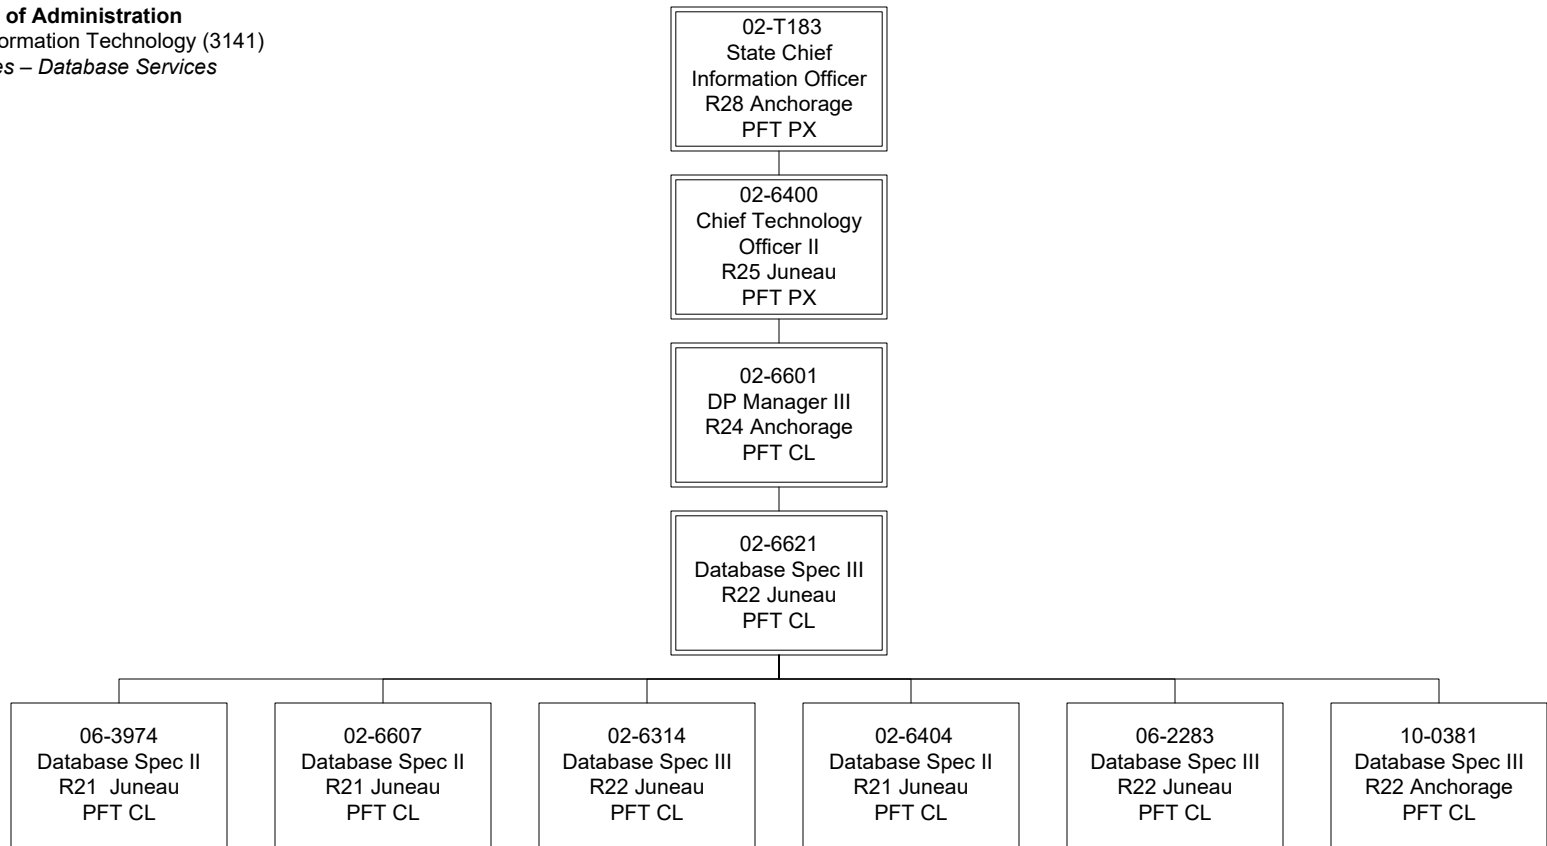 of Administration
ormation Technology (3141)
es – Database Services
02-T183
State Chief
Information Officer
R28 Anchorage
PFT PX
02-6400
Chief Technology
Officer II
R25 Juneau
PFT PX
02-6601
DP Manager III
R24 Anchorage
PFT CL
02-6621
Database Spec III
R22 Juneau
PFT CL
06-3974
Database Spec II
R21 Juneau
PFT CL
02-6607
Database Spec II
R21 Juneau
PFT CL
02-6314
Database Spec III
R22 Juneau
PFT CL
02-6404
Database Spec II
R21 Juneau
PFT CL
06-2283
Database Spec III
R22 Juneau
PFT CL
10-0381
Database Spec III
R22 Anchorage
PFT CL